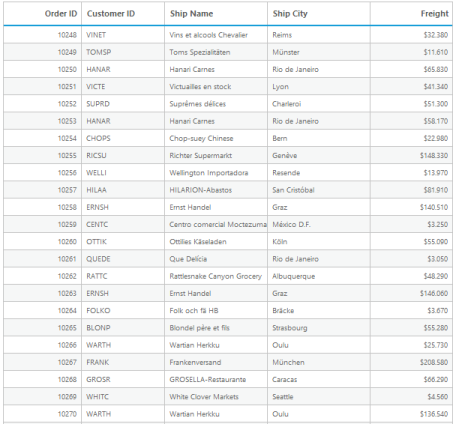 Order ID Customer ID Ship Name Ship City Freight
10248 VINET Vins et alcools Chevalier Reims $32.380
10249 TOMSP Toms Spezialitäten Münster $11.610
10250 HANAR Hanari Carnes Rio de Janeiro $65.830
10251 VICTE Victuailles en stock Lyon $41.340
10252 SUPRD Suprêmes délices Charleroi $51.300
10253 HANAR Hanari Carnes Rio de Janeiro $58.170
10254 CHOPS Chop-suey Chinese Bern $22.980
10255 RICSU Richter Supermarkt Genève $148.330
10256 WELLI Wellington Importadora Resende $13.970
10257 HILAA HILARION-Abastos San Cristóbal $81.910
10258 ERNSH Ernst Handel Graz $140.510
10259 CENTC Centro comercial Moctezuma México D.F. $3.250
10260 OTTIK Ottilies Käseladen Köln $55.090
10261 QUEDE Que Delícia Rio de Janeiro $3.050
10262 RATTC Rattlesnake Canyon Grocery Albuquerque $48.290
10263 ERNSH Ernst Handel Graz $146.060
10264 FOLKO Folk och fä HB Bräcke $3.670
10265 BLONP Blondel père et fils Strasbourg $55.280
10266 WARTH Wartian Herkku Oulu $25.730
10267 FRANK Frankenversand München $208.580
10268 GROSR GROSELLA-Restaurante Caracas $66.290
10269 WHITC White Clover Markets Seattle $4.560
10270 WARTH Wartian Herkku Oulu $136.540